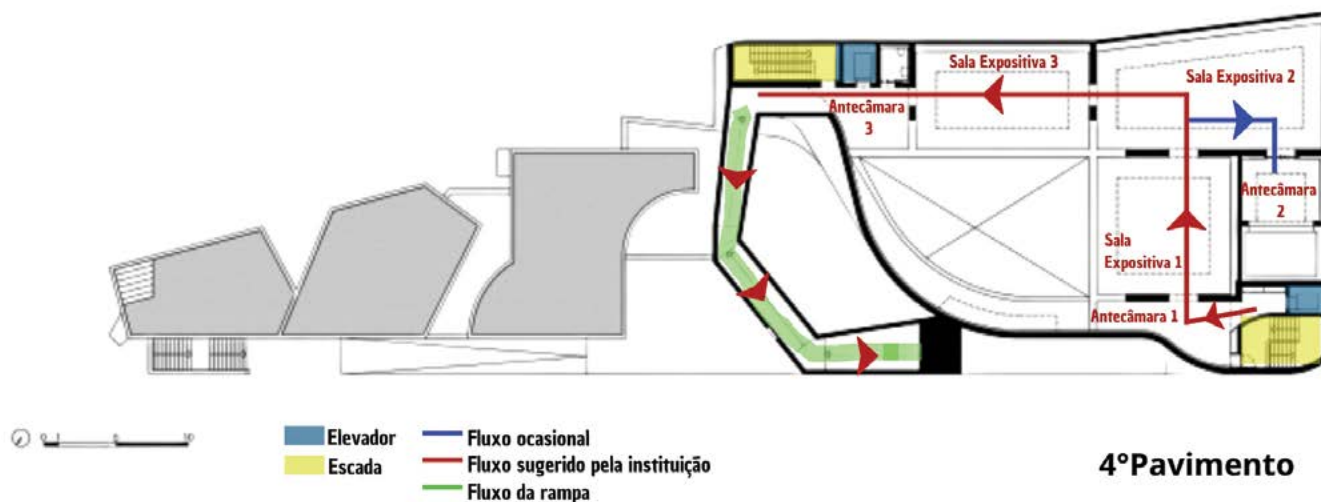 Sala Expositiva 3
Sala Expositiva 2
Antecâmara
3
Antecâmara
2
Sala
Expositiva 1
Antecâmara 1
Elevador
Escada
Fluxo ocasional
Fluxo sugerido pela instituição
Fluxo da rampa
4°Pavimento